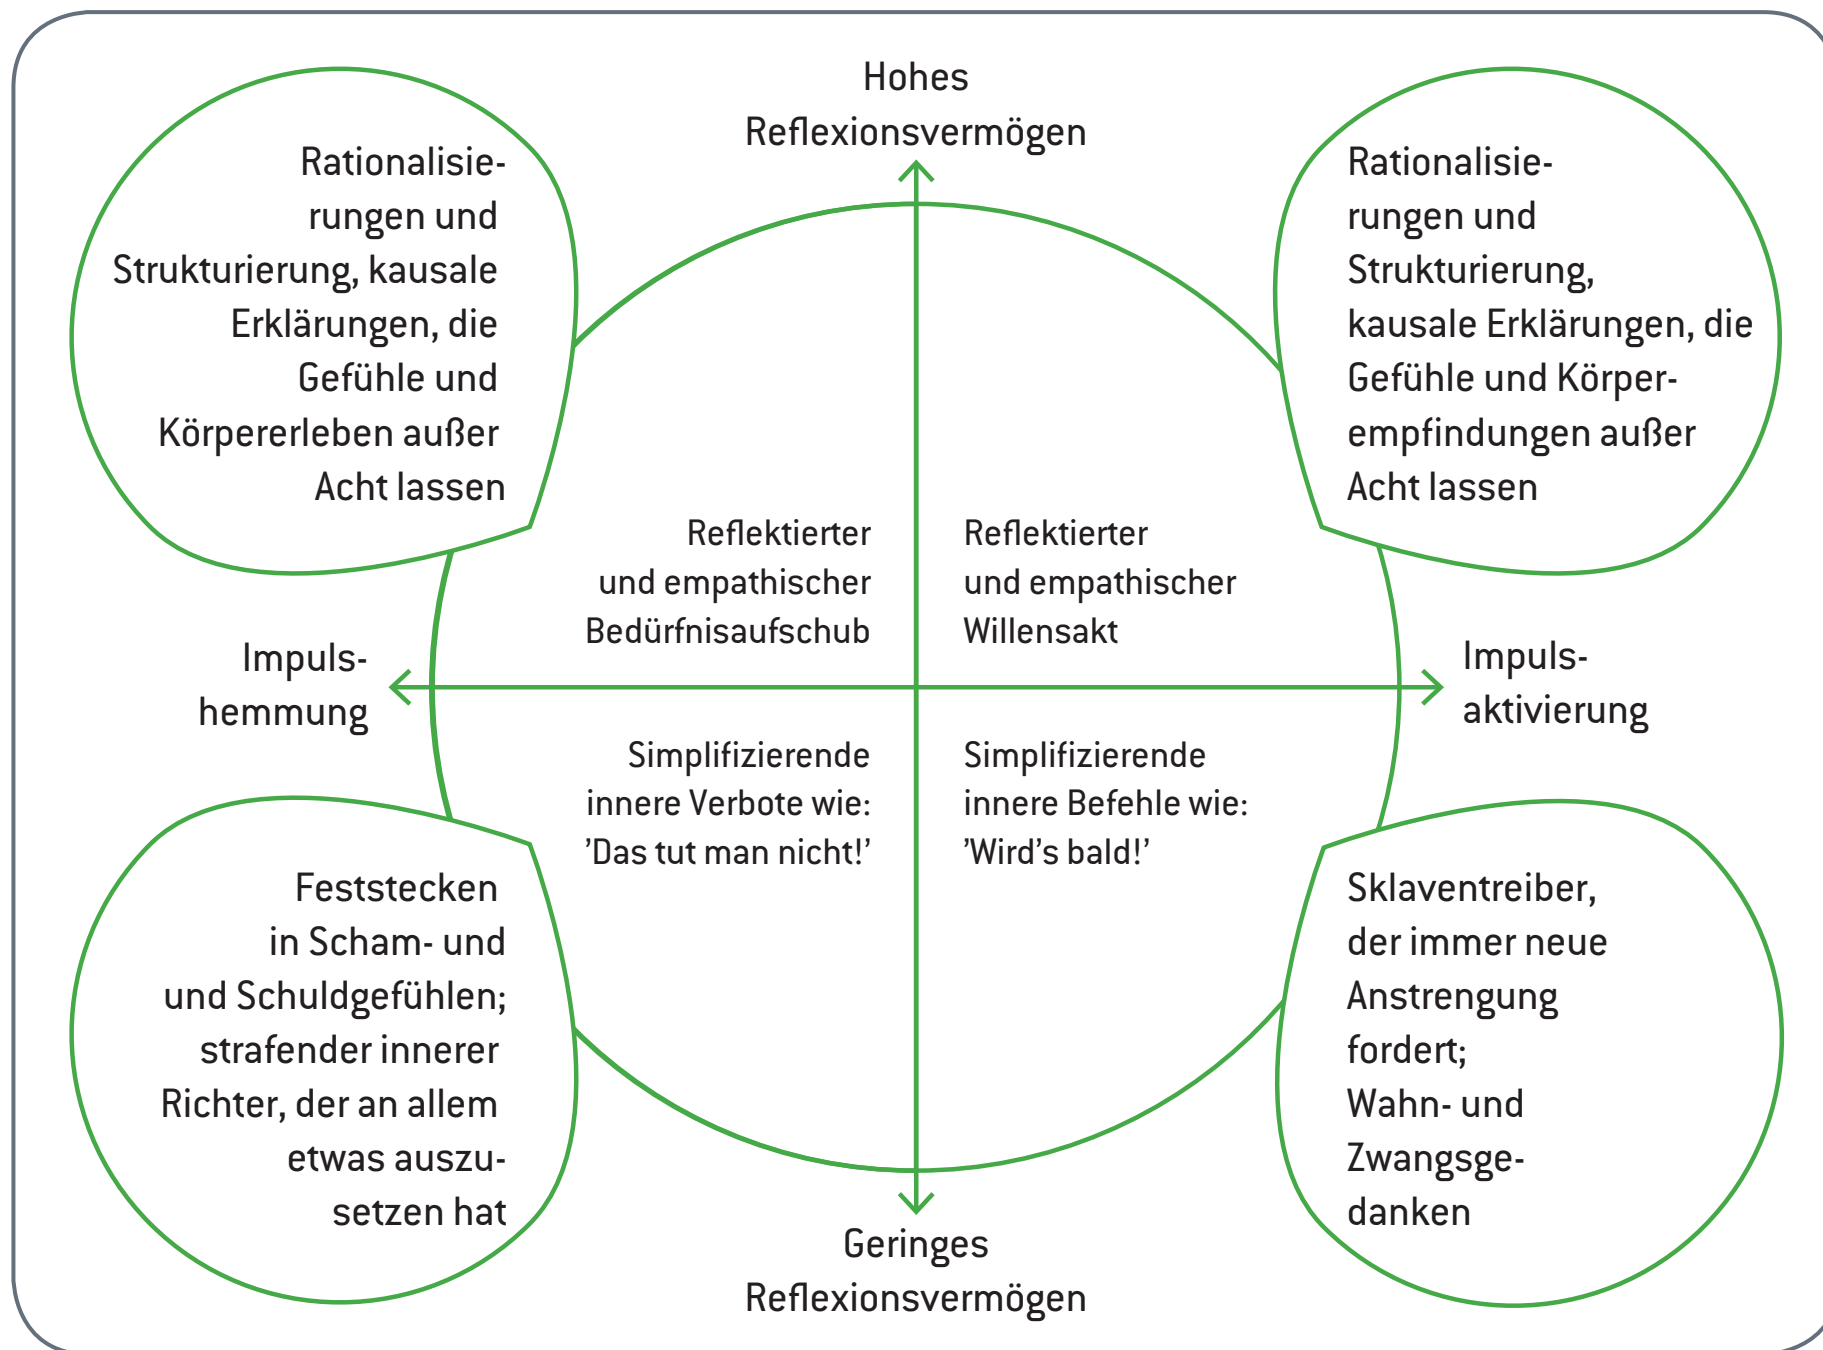 Hohes
Reflexionsvermögen
Rationalisie-
rungen und
Strukturierung, kausale
Erklärungen, die
Gefühle und
Körpererleben außer
Acht lassen
Rationalisie-
rungen und
Strukturierung,
kausale Erklärungen, die
Gefühle und Körper-
empfindungen außer
Acht lassen
Reflektierter
und empathischer
Bedürfnisaufschub
Reflektierter
und empathischer
Willensakt
Impuls-
hemmung
Impuls-
aktivierung
Simplifizierende
innere Verbote wie:
’Das tut man nicht!’
Simplifizierende
innere Befehle wie:
’Wird’s bald!’
Feststecken
in Scham- und
und Schuldgefühlen;
strafender innerer
Richter, der an allem
etwas auszu-
setzen hat
Sklaventreiber,
der immer neue
Anstrengung
fordert;
Wahn- und
Zwangsge-
danken
Geringes
Reflexionsvermögen